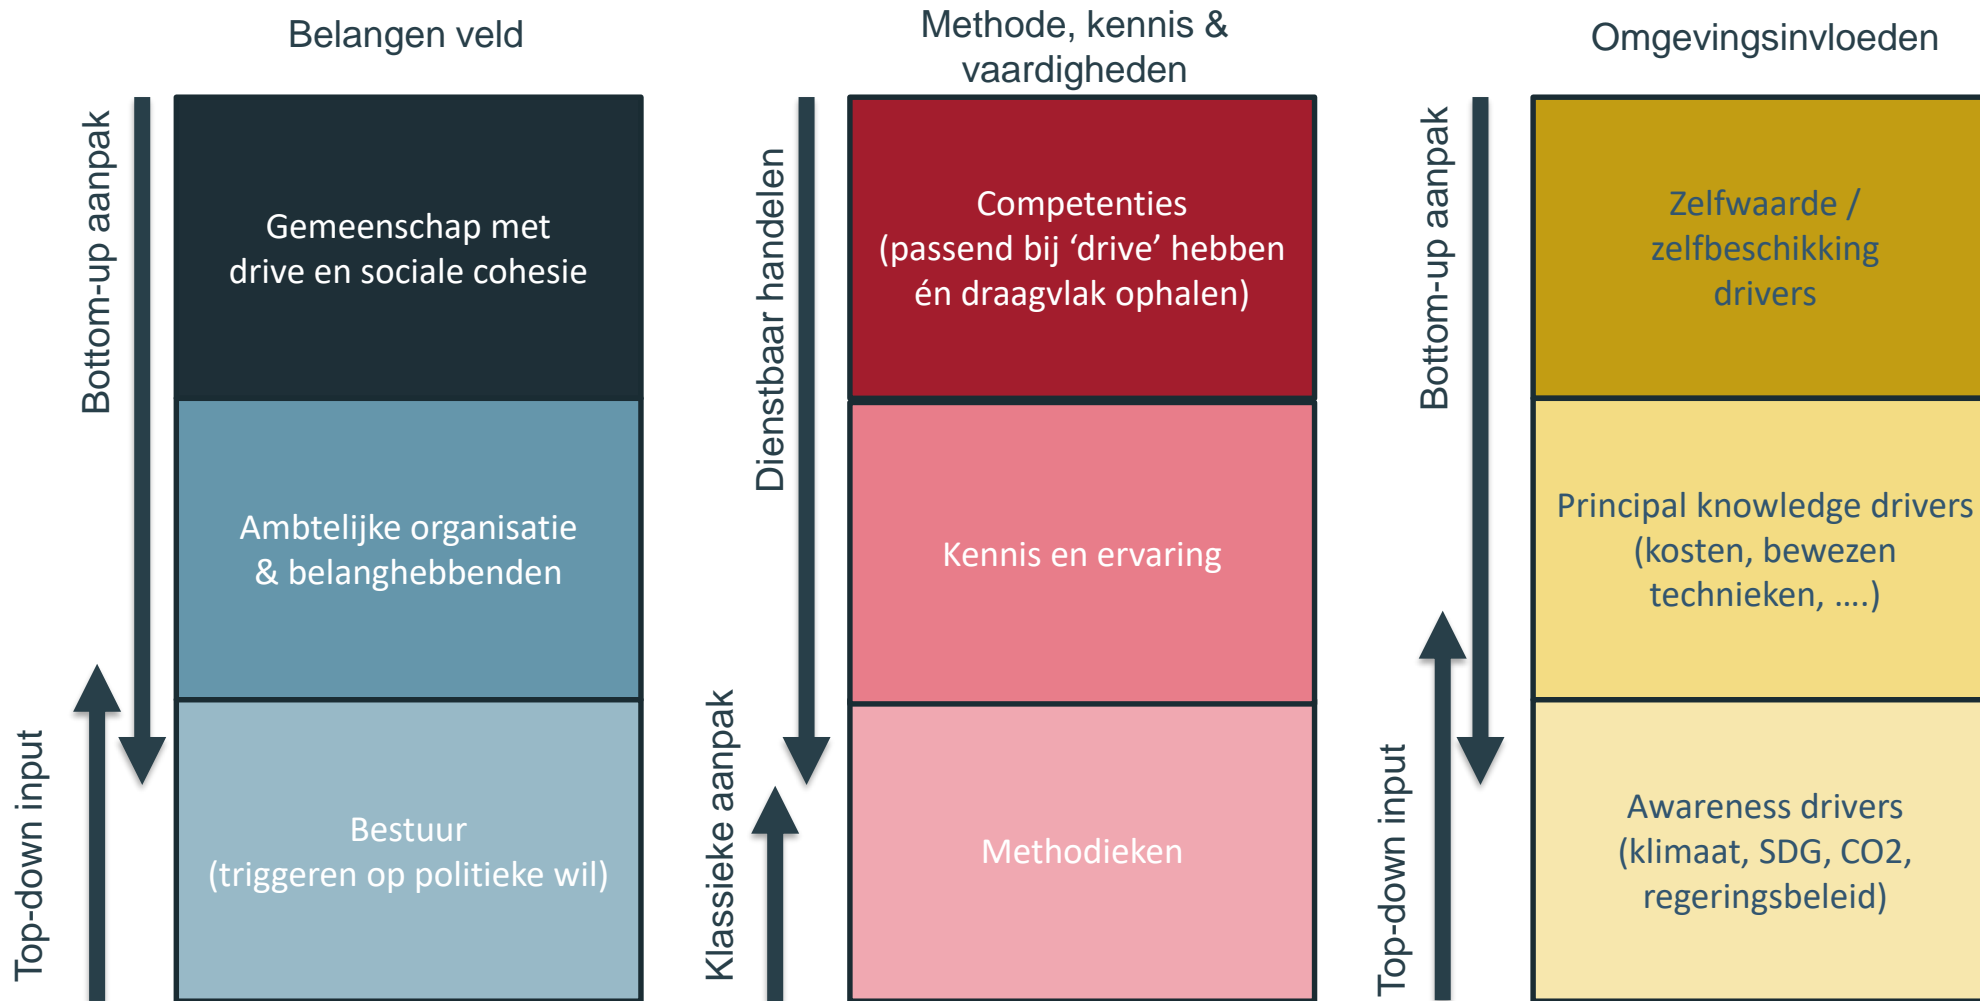 Belangen veld
Bottom-up aanpak
Top-down input
Gemeenschap met
drive en sociale cohesie
Ambtelijke organisatie
& belanghebbenden
Bestuur
(triggeren op politieke wil)
Methode, kennis &
vaardigheden
Dienstbaar handelen
Klassieke aanpak
Competenties
(passend bij ‘drive’ hebben
én draagvlak ophalen)
Kennis en ervaring
Methodieken
Omgevingsinvloeden
Bottom-up aanpak
Top-down input
Zelfwaarde /
zelfbeschikking
drivers
Principal knowledge drivers
(kosten, bewezen
technieken, ….)
Awareness drivers
(klimaat, SDG, CO2,
regeringsbeleid)